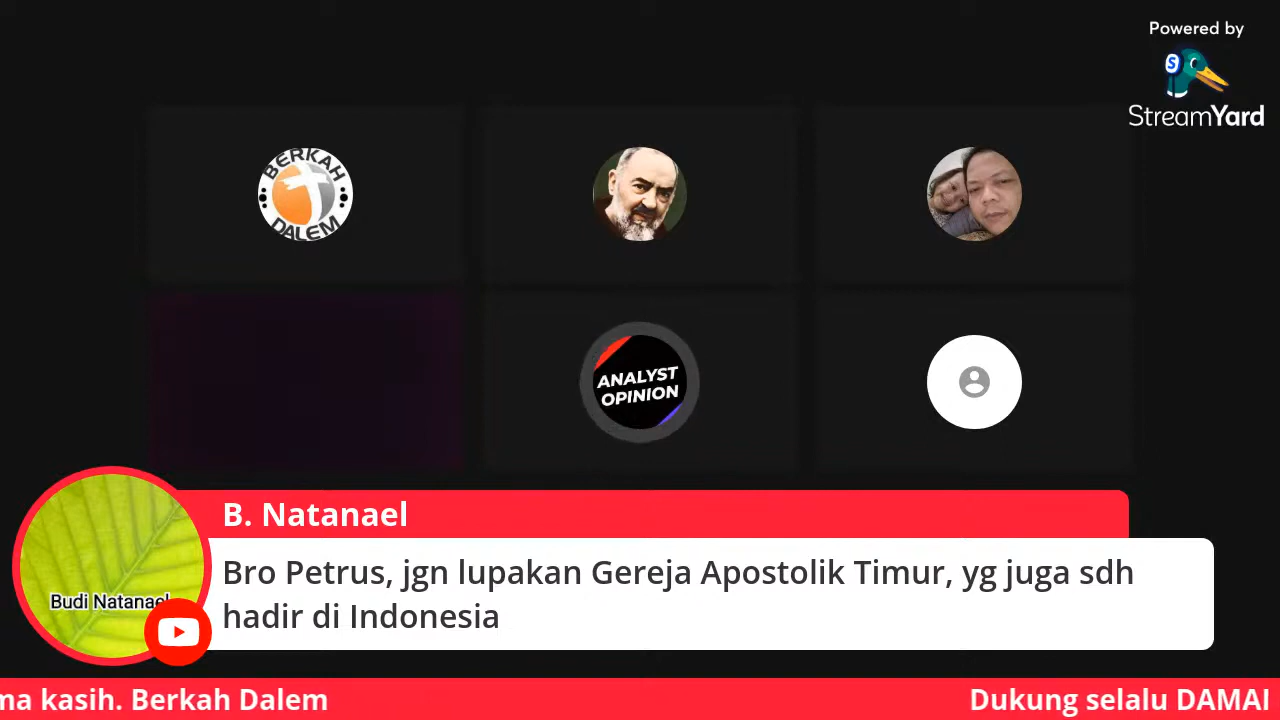 Powered by
S
StreamYard
BERKAH
DALEM
ANALYST
OPINION
B. Natanael
Bro Petrus, jgn lupakan Gereja Apostolik Timur, yg juga sdh
hadir di Indonesia
Budi Natanael
ma kasih. Berkah Dalem
Dukung selalu DAMAI